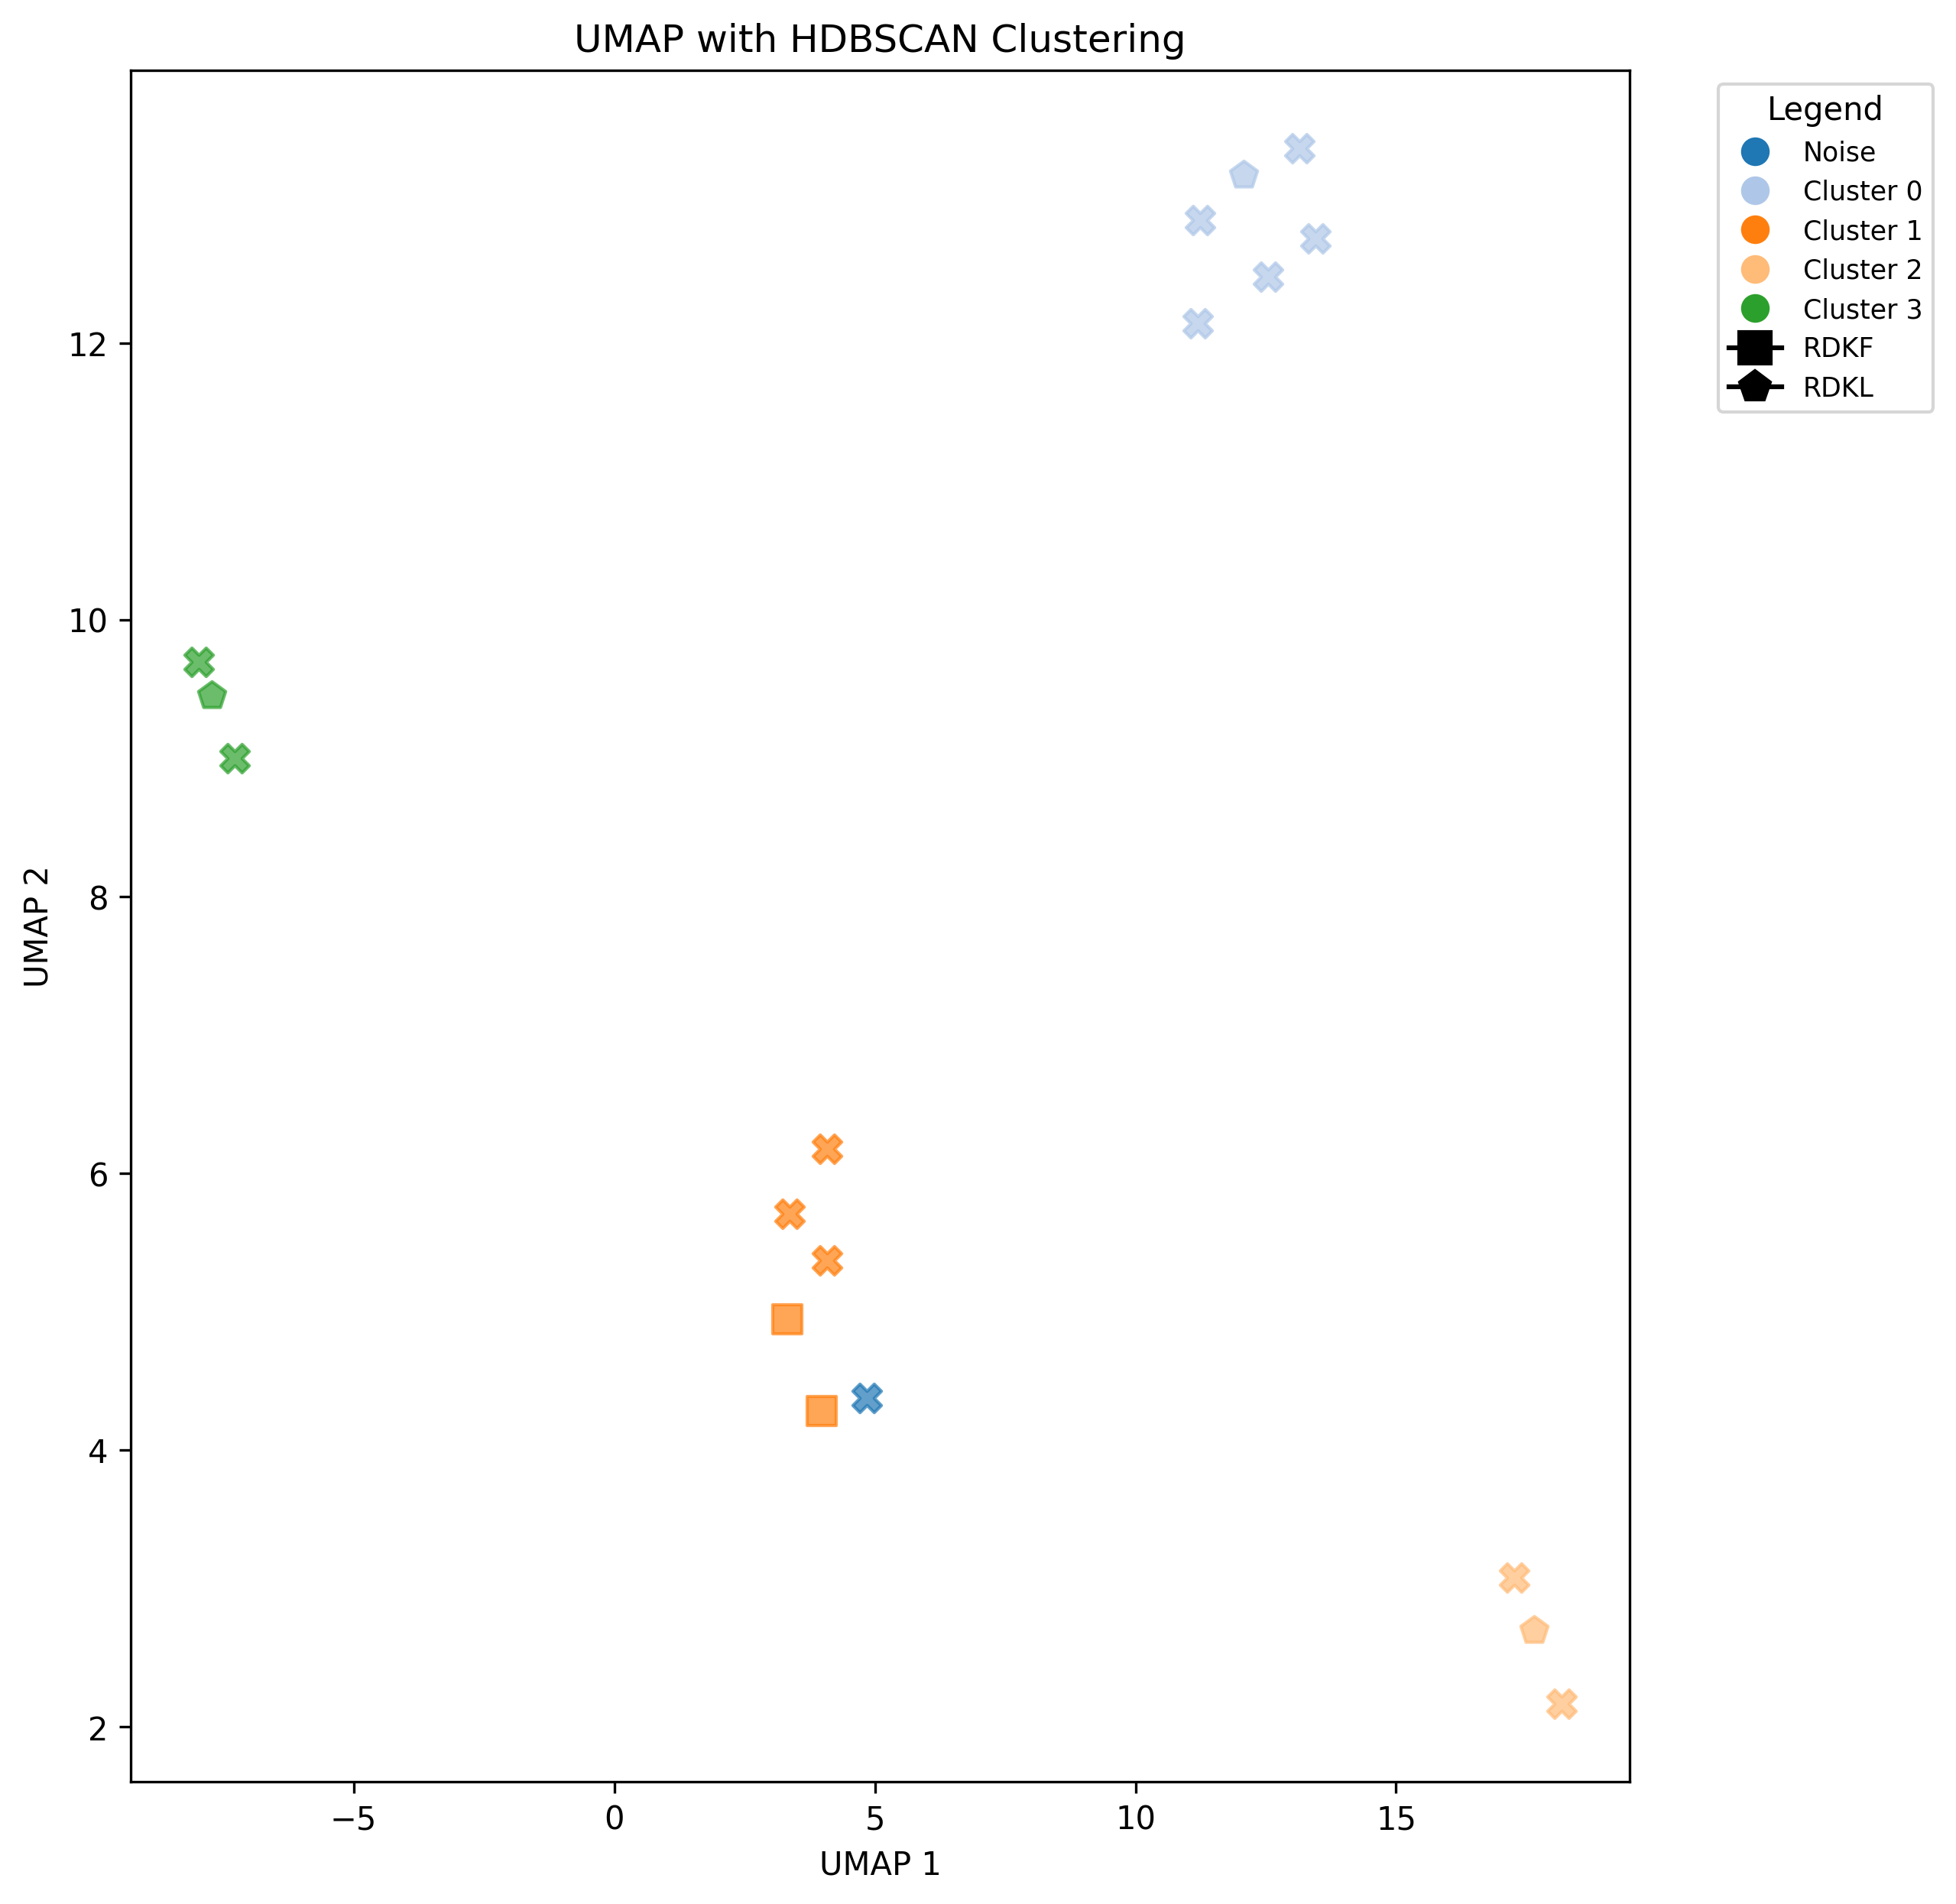 UMAP with HDBSCAN Clustering
Legend
Noise
Cluster 0
Cluster 1
Cluster 2
Cluster 3
RDKF
RDKL
12
10
8
6
4
2
UMAP 2
−5 0 5 10 15
UMAP 1